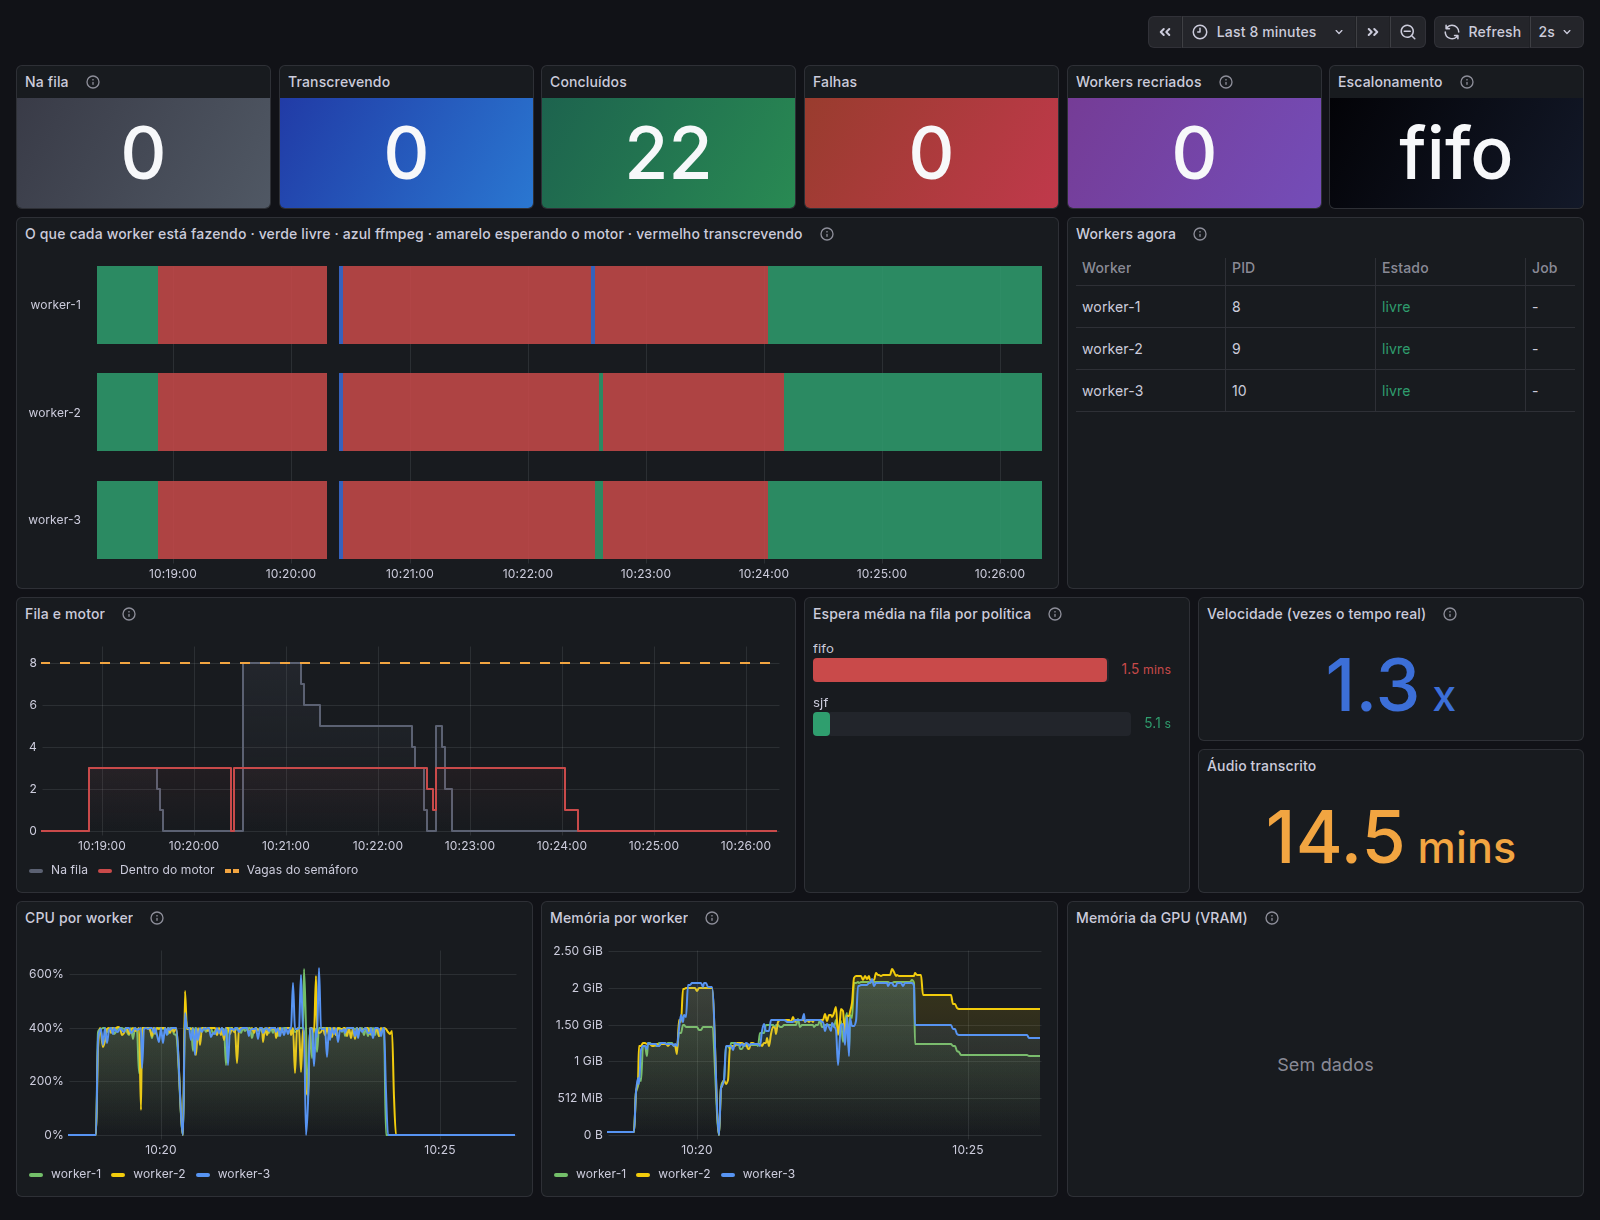 Last 8 minutes
Refresh
2s
Na fila
Transcrevendo
Concluídos
Falhas
Workers recriados
Escalonamento
0
0
22
0
0
fifo
O que cada worker está fazendo · verde livre · azul ffmpeg · amarelo esperando o motor · vermelho transcrevendo
worker-1
worker-2
worker-3
10:19:00
10:20:00
10:21:00
10:22:00
10:23:00
10:24:00
10:25:00
10:26:00
Workers agora
Worker PID Estado Job
worker-1 8 livre -
worker-2 9 livre -
worker-3 10 livre -
Fila e motor
8
6
4
2
0
10:19:00
10:20:00
10:21:00
10:22:00
10:23:00
10:24:00
10:25:00
10:26:00
Na fila
Dentro do motor
Vagas do semáforo
Espera média na fila por política
fifo
1.5 mins
sjf
5.1 s
Velocidade (vezes o tempo real)
1.3 x
Áudio transcrito
14.5 mins
CPU por worker
600%
400%
200%
0%
10:20
10:25
worker-1
worker-2
worker-3
Memória por worker
2.50 GiB
2 GiB
1.50 GiB
1 GiB
512 MiB
0 B
10:20
10:25
worker-1
worker-2
worker-3
Memória da GPU (VRAM)
Sem dados